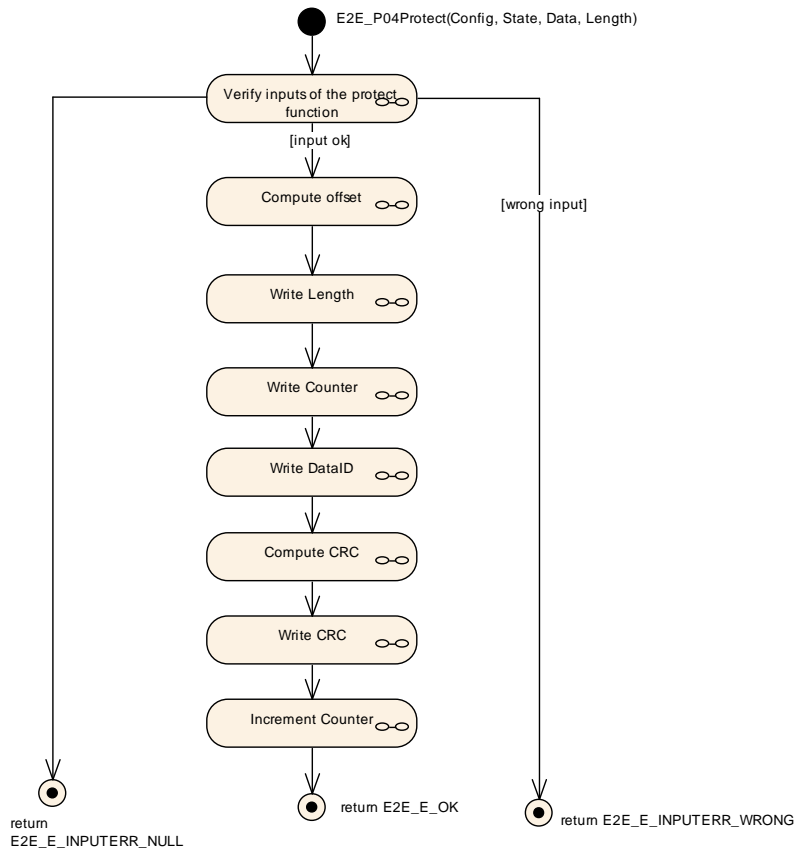 E2E_P04Protect(Config, State, Data, Length)
Verify inputs of the protect
function
[input ok]
Compute offset
[wrong input]
Write Length
Write Counter
Write DataID
Compute CRC
Write CRC
Increment Counter
return E2E_E_OK
return
E2E_E_INPUTERR_NULL
return E2E_E_INPUTERR_WRONG